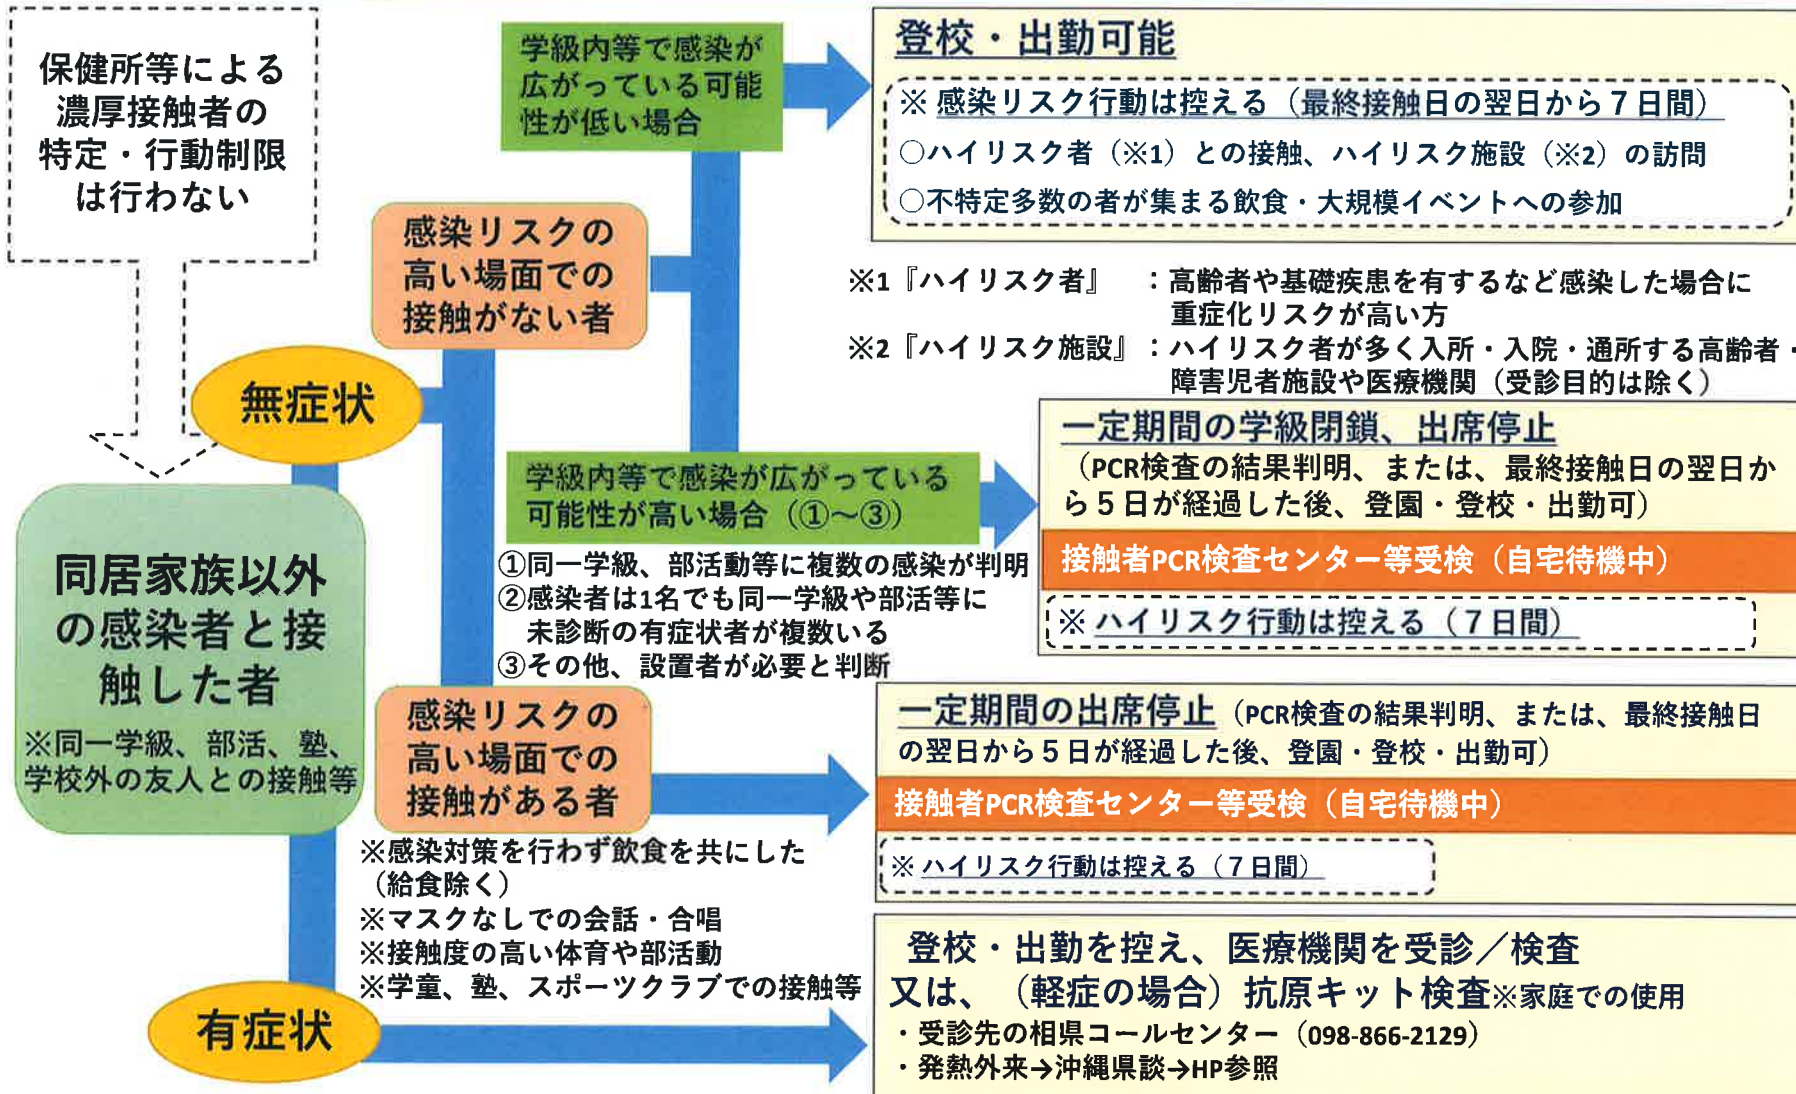 保健所等による
濃厚接触者の
特定・行動制限
は行わない
同居家族以外
の感染者と接
触した者
※同一学級、部活、塾、
学校外の友人との接触等
無症状
有症状
感染リスクの
高い場面での
接触がない者
学級内等で感染が
広がっている可能
性が低い場合
登校・出勤可能
※ 感染リスク行動は控える（最終接触日の翌日から７日間）
○ハイリスク者（※1）との接触、ハイリスク施設（※2）の訪問
○不特定多数の者が集まる飲食・大規模イベントへの参加
※1『ハイリスク者』　：高齢者や基礎疾患を有するなど感染した場合に
重症化リスクが高い方
※2『ハイリスク施設』：ハイリスク者が多く入所・入院・通所する高齢者・
障害児者施設や医療機関（受診目的は除く）
学級内等で感染が広がっている
可能性が高い場合（①～③）
①同一学級、部活動等に複数の感染が判明
②感染者は1名でも同一学級や部活等に
未診断の有症状者が複数いる
③その他、設置者が必要と判断
一定期間の学級閉鎖、出席停止
（PCR検査の結果判明、または、最終接触日の翌日か
ら５日が経過した後、登園・登校・出勤可）
接触者PCR検査センター等受検（自宅待機中）
※ ハイリスク行動は控える（７日間）
感染リスクの
高い場面での
接触がある者
※感染対策を行わず飲食を共にした
（給食除く）
※マスクなしでの会話・合唱
※接触度の高い体育や部活動
※学童、塾、スポーツクラブでの接触等
一定期間の出席停止（PCR検査の結果判明、または、最終接触日
の翌日から５日が経過した後、登園・登校・出勤可）
接触者PCR検査センター等受検（自宅待機中）
※ ハイリスク行動は控える（７日間）
登校・出勤を控え、医療機関を受診／検査
又は、（軽症の場合）抗原キット検査※家庭での使用
・受診先の相県コールセンター（098-866-2129）
・発熱外来→沖縄県談→HP参照